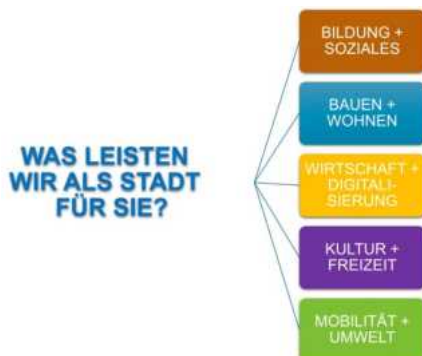 WAS LEISTEN
WIR ALS STADT
FÜR SIE?
BILDUNG +
SOZIALES
BAUEN +
WOHNEN
WIRTSCHAFT +
DIGITALI-
SIERUNG
KULTUR +
FREIZEIT
MOBILITÄT +
UMWELT